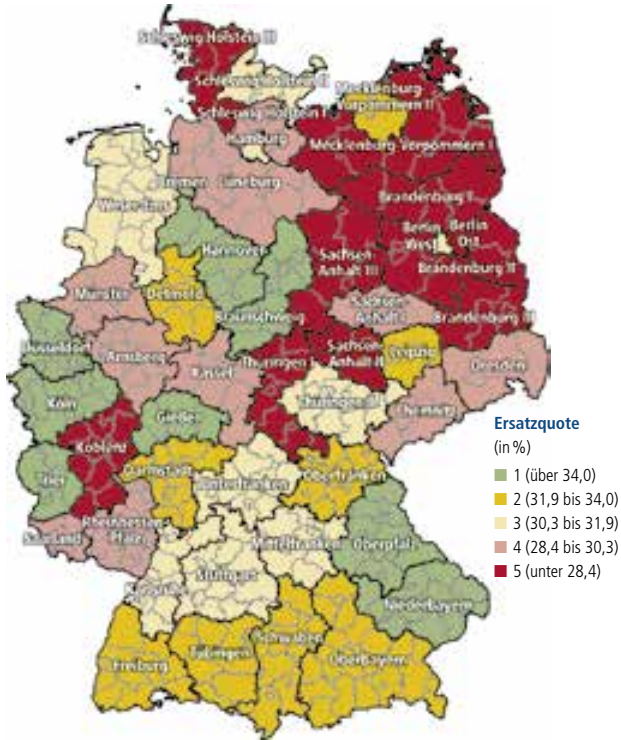 Schleswig Holstein III
Schleswig Holstein II
Mecklenburg-
Vorpommern II
Schleswig Holstein I
Hamburg
Mecklenburg-Vorpommern I
Bremen
Lüneburg
Brandenburg I
Weser-Ems
Berlin
West
Berlin
Ost
Hannover
Sachsen
Anhalt III
Brandenburg II
Münster
Detmold
Sachsen
Anhalt I
Braunschweig
Brandenburg III
Düsseldorf
Arnsberg
Kassel
Thüringen I
Sachsen
Anhalt II
Leipzig
Dresden
Köln
Gießen
Thüringen II
Chemnitz
Koblenz
Trier
Darmstadt
Unterfranken
Oberfranken
Rheinhessen-
Pfalz
Saarland
Mittelfranken
Oberpfalz
Karlsruhe
Stuttgart
Niederbayern
Freiburg
Tübingen
Schwaben
Oberbayern
Ersatzquote
(in %)
1 (über 34,0)
2 (31,9 bis 34,0)
3 (30,3 bis 31,9)
4 (28,4 bis 30,3)
5 (unter 28,4)